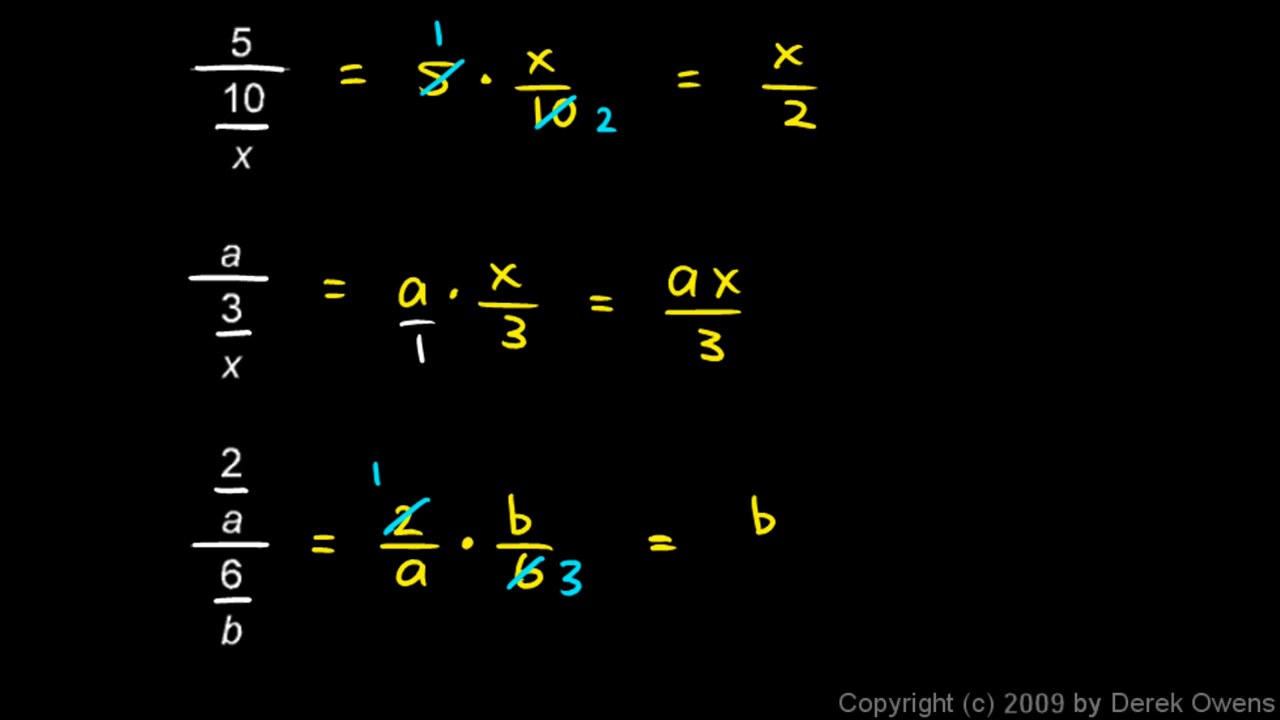 5/(10/x) = 5 1 · x/10 2 = x/2
a/(3/x) = a/1 · x/3 = ax/3
(2/a)/(6/b) = 2 1/a · b/6 3 = b
Copyright (c) 2009 by Derek Owens